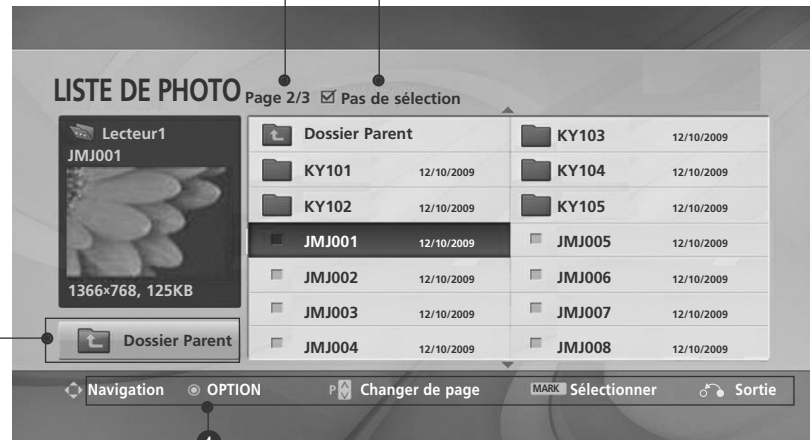 LISTE DE PHOTO Page 2/3 Pas de sélection
Lecteur1
JMJ001
1366×768, 125KB
Dossier Parent
Dossier Parent
KY101 12/10/2009
KY102 12/10/2009
JMJ001 12/10/2009
JMJ002 12/10/2009
JMJ003 12/10/2009
JMJ004 12/10/2009
KY103 12/10/2009
KY104 12/10/2009
KY105 12/10/2009
JMJ005 12/10/2009
JMJ006 12/10/2009
JMJ007 12/10/2009
JMJ008 12/10/2009
Navigation OPTION P Changer de page MARK Sélectionner Sortie